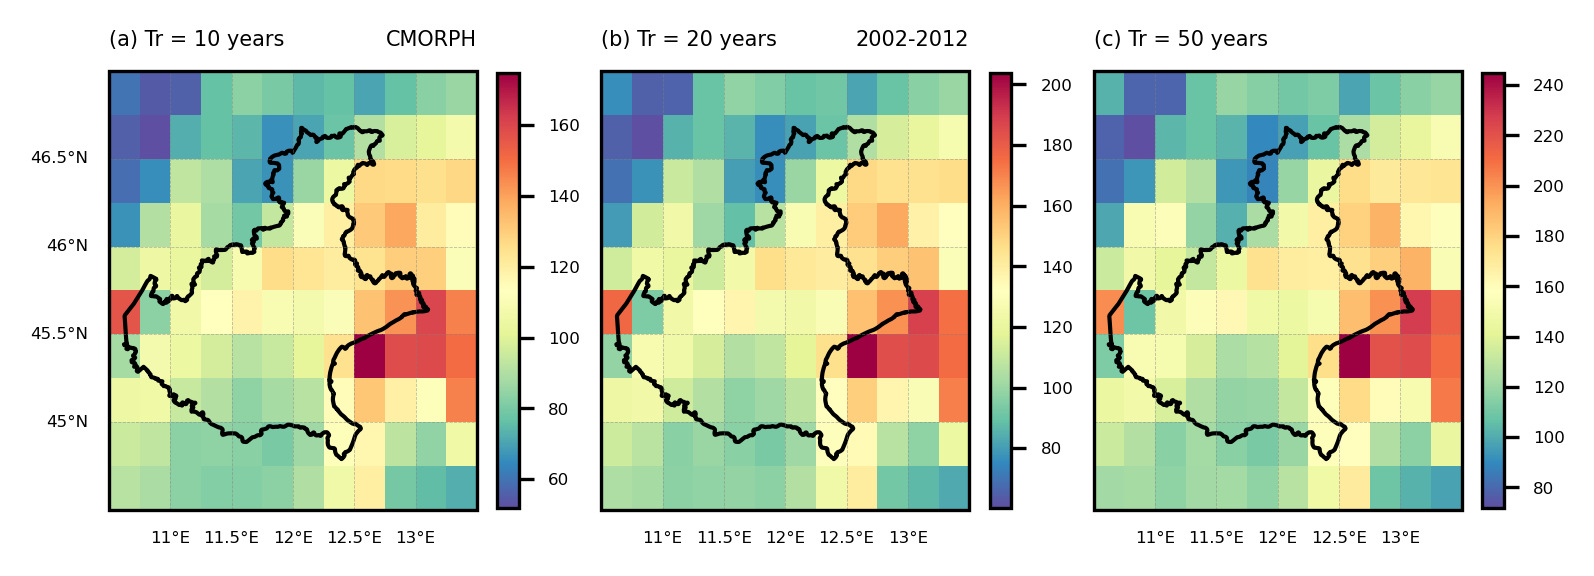 (a) Tr = 10 years CMORPH
(b) Tr = 20 years 2002-2012
(c) Tr = 50 years
46.5°N
46°N
45.5°N
45°N
11°E 11.5°E 12°E 12.5°E 13°E
160
140
120
100
80
60
11°E 11.5°E 12°E 12.5°E 13°E
200
180
160
140
120
100
80
11°E 11.5°E 12°E 12.5°E 13°E
240
220
200
180
160
140
120
100
80